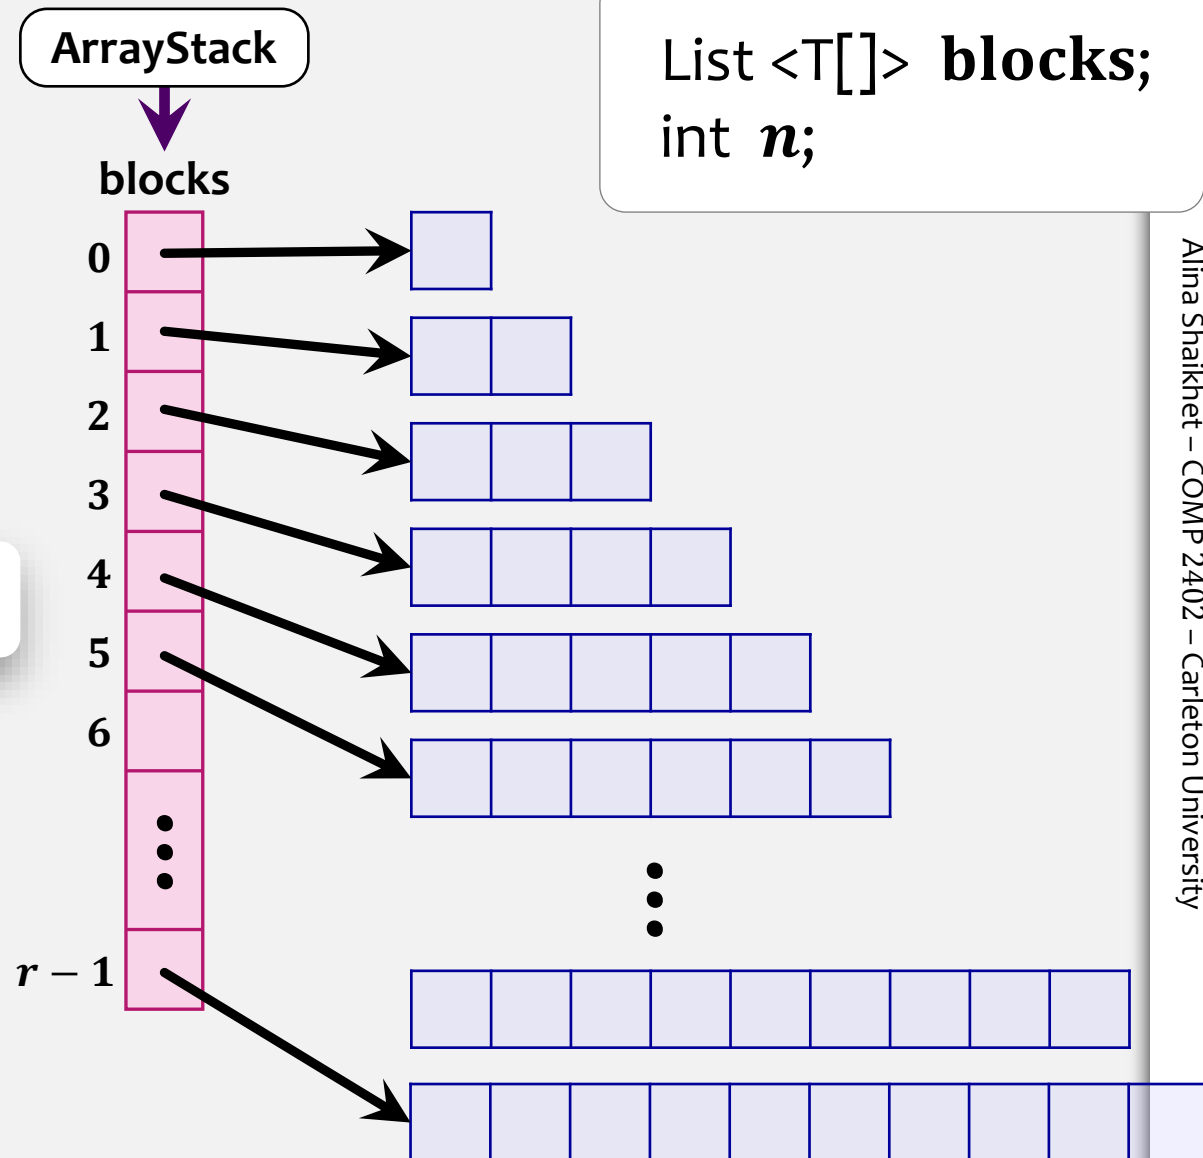 ArrayStack
List <T[]> blocks;
int n;
blocks
0
1
2
3
4
5
6
r − 1
Alina Shaikhet – COMP 2402 – Carleton University